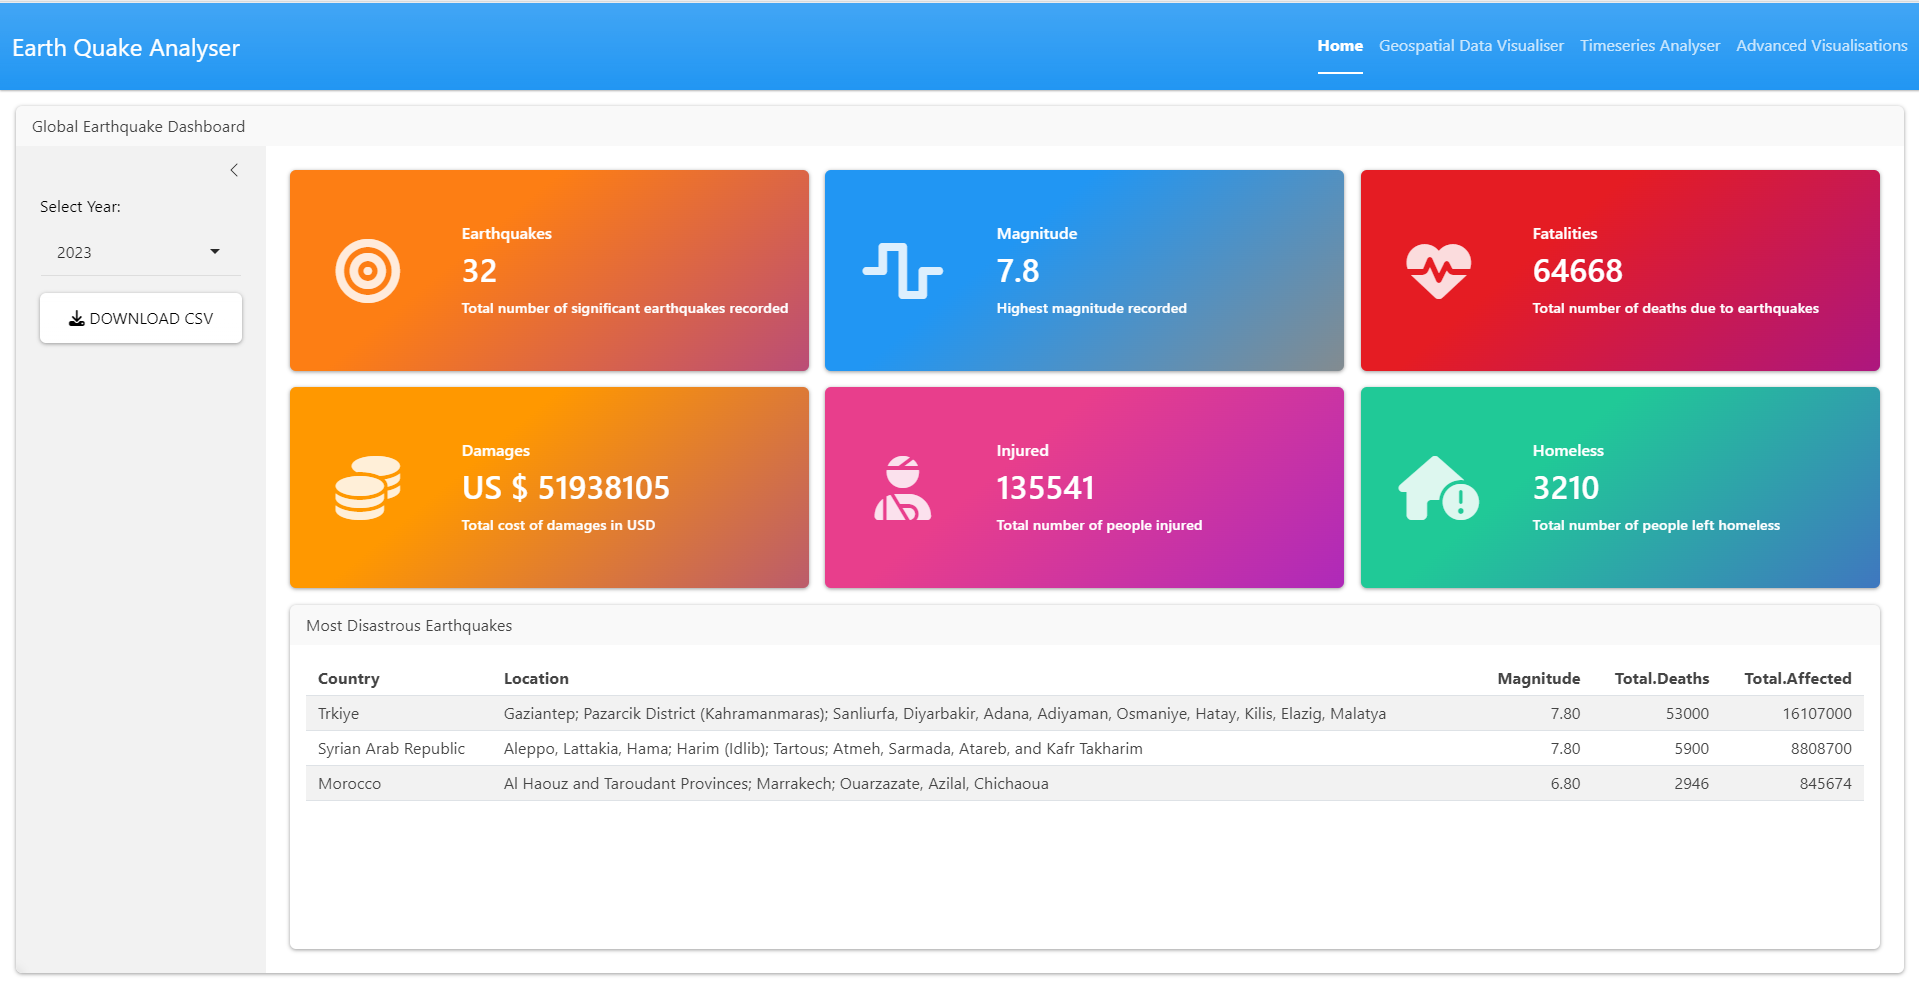 Earth Quake Analyser
Home Geospatial Data Visualiser Timeseries Analyser Advanced Visualisations
Global Earthquake Dashboard
Select Year:
2023
DOWNLOAD CSV
Earthquakes
32
Total number of significant earthquakes recorded
Magnitude
7.8
Highest magnitude recorded
Fatalities
64668
Total number of deaths due to earthquakes
Damages
US $ 51938105
Total cost of damages in USD
Injured
135541
Total number of people injured
Homeless
3210
Total number of people left homeless
Most Disastrous Earthquakes
Country Location Magnitude Total.Deaths Total.Affected
Trkiye Gaziantep; Pazarcik District (Kahramanmaras); Sanliurfa, Diyarbakir, Adana, Adiyaman, Osmaniye, Hatay, Kilis, Elazig, Malatya 7.80 53000 16107000
Syrian Arab Republic Aleppo, Lattakia, Hama; Harim (Idlib); Tartous; Atmeh, Sarmada, Atareb, and Kafr Takharim 7.80 5900 8808700
Morocco Al Haouz and Taroudant Provinces; Marrakech; Ouarzazate, Azilal, Chichaoua 6.80 2946 845674